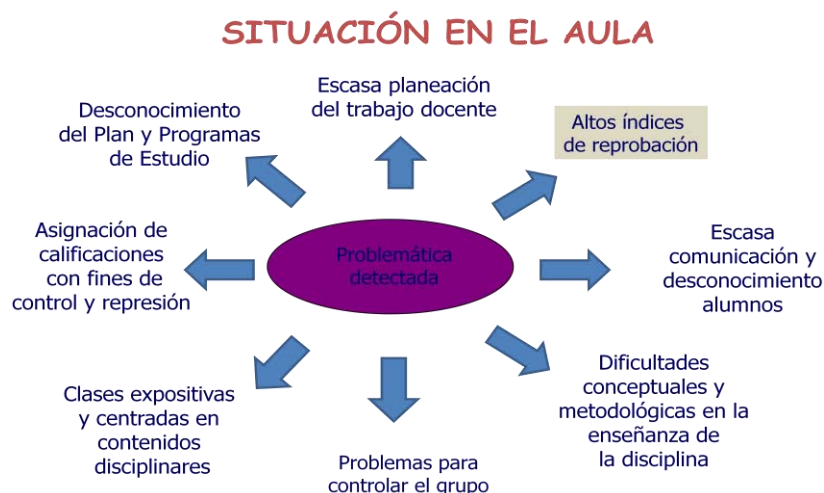 SITUACIÓN EN EL AULA
Escasa planeación
del trabajo docente
Desconocimiento
del Plan y Programas
de Estudio
Altos índices
de reprobación
Asignación de
calificaciones
con fines de
control y represión
Problemática
detectada
Escasa
comunicación y
desconocimiento
alumnos
Clases expositivas
y centradas en
contenidos
disciplinares
Dificultades
conceptuales y
metodológicas en la
enseñanza de
la disciplina
Problemas para
controlar el grupo